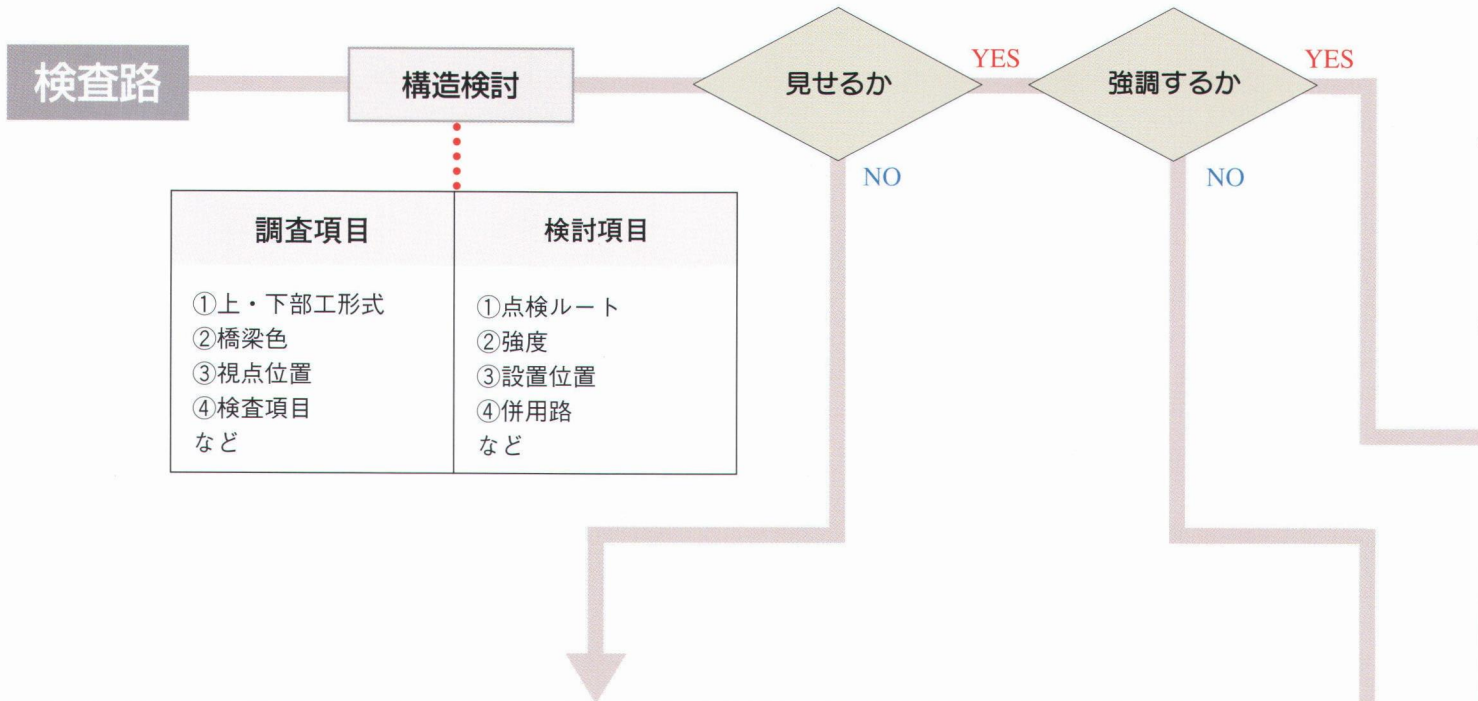 検査路
構造検討
見せるか
YES
強調するか
YES
NO
NO
調査項目
検討項目
①上・下部工形式
②橋梁色
③視点位置
④検査項目
など
①点検ルート
②強度
③設置位置
④併用路
など